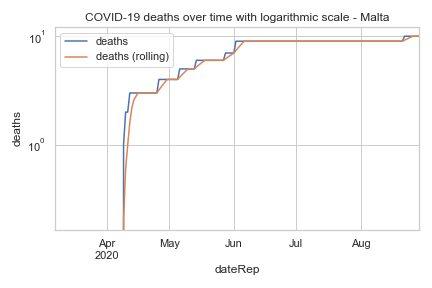 COVID-19 deaths over time with logarithmic scale - Malta
deaths
deaths (rolling)
10¹
10⁰
deaths
Apr
2020
May
Jun
Jul
Aug
dateRep